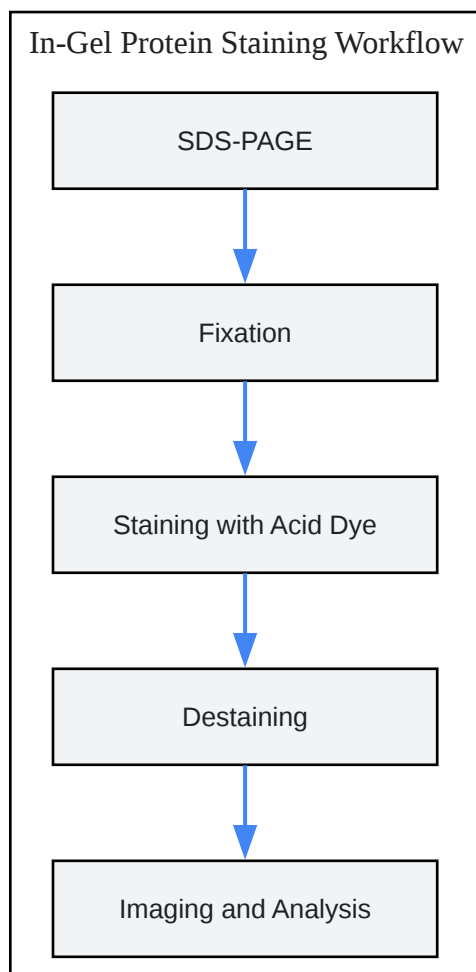 In-Gel Protein Staining Workflow
SDS-PAGE
Fixation
Staining with Acid Dye
Destaining
Imaging and Analysis